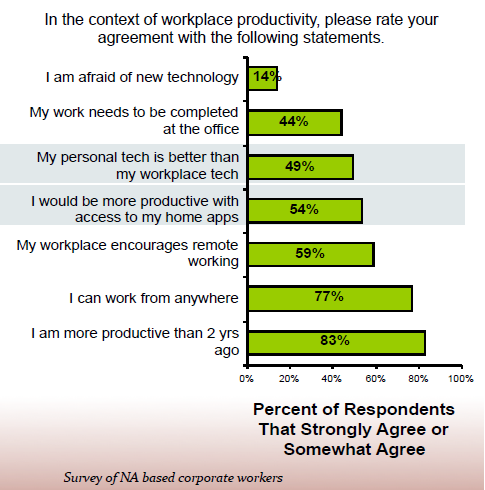 In the context of workplace productivity, please rate your
agreement with the following statements.
I am afraid of new technology
14%
My work needs to be completed
at the office
44%
My personal tech is better than
my workplace tech
49%
I would be more productive with
access to my home apps
54%
My workplace encourages remote
working
59%
I can work from anywhere
77%
I am more productive than 2 yrs
ago
83%
0% 20% 40% 60% 80% 100%
Percent of Respondents
That Strongly Agree or
Somewhat Agree
Survey of NA based corporate workers